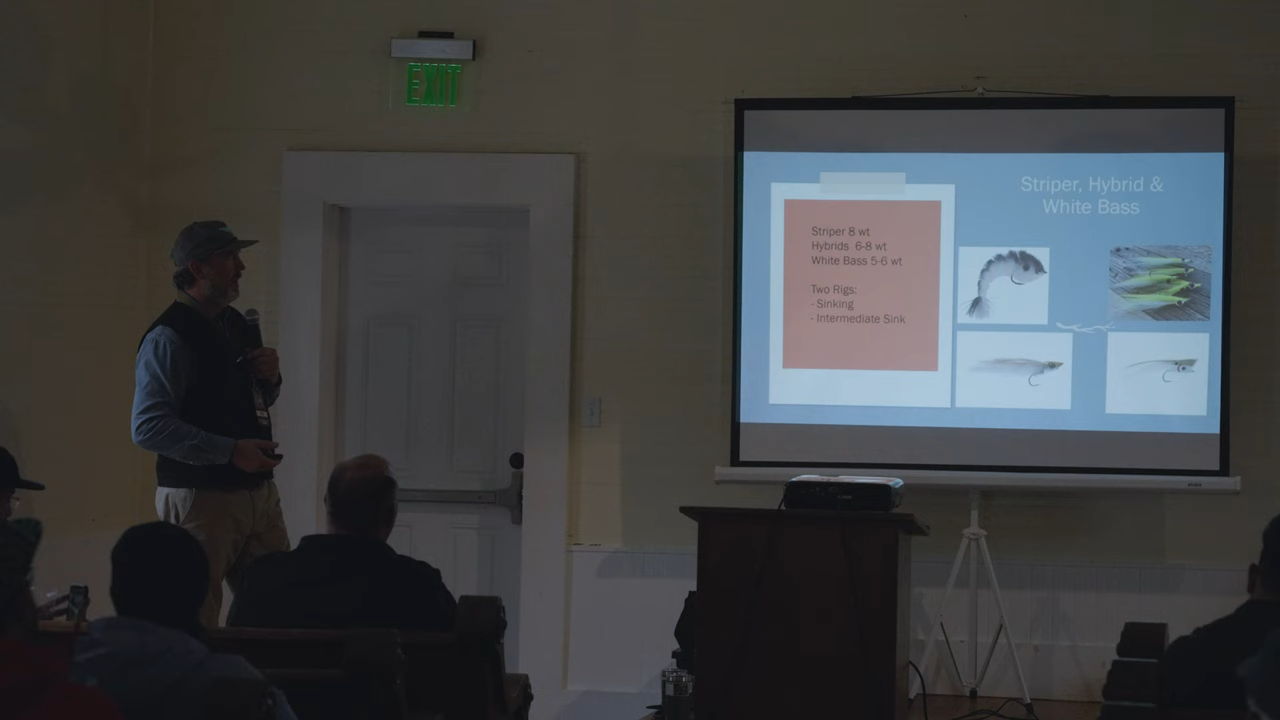 EXIT
Striper, Hybrid &
White Bass
Striper 8 wt
Hybrids 6-8 wt
White Bass 5-6 wt
Two Rigs:
- Sinking
- Intermediate Sink